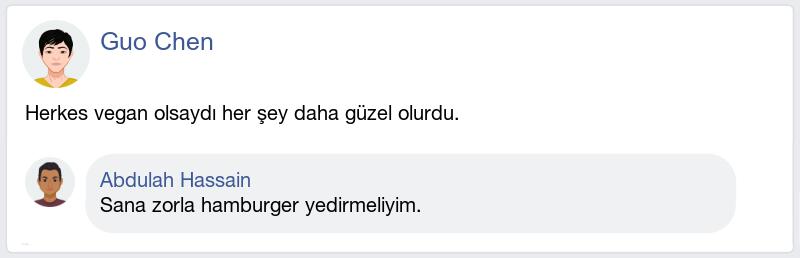 Guo Chen
Herkes vegan olsaydı her şey daha güzel olurdu.
Abdulah Hassain
Sana zorla hamburger yedirmeliyim.